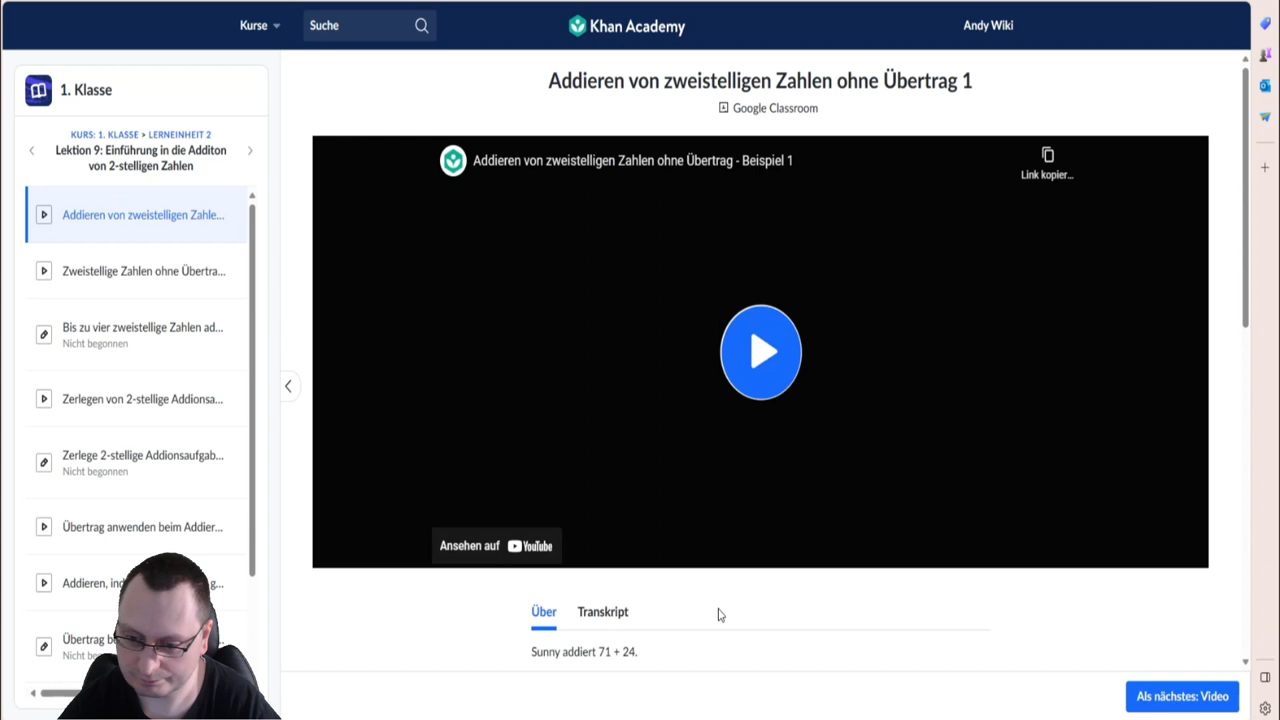 Kurse
Suche
Khan Academy
Andy Wiki
1. Klasse
KURS: 1. KLASSE > LERNEINHEIT 2
Lektion 9: Einführung in die Additon
von 2-stelligen Zahlen
Addieren von zweistelligen Zahle...
Zweistellige Zahlen ohne Übertra...
Bis zu vier zweistellige Zahlen ad...
Nicht begonnen
Zerlegen von 2-stellige Addionsa...
Zerlege 2-stellige Addionsaufgab...
Nicht begonnen
Übertrag anwenden beim Addier...
Addieren,
Übertrag
Nicht
Addieren von zweistelligen Zahlen ohne Übertrag 1
Google Classroom
Addieren von zweistelligen Zahlen ohne Übertrag - Beispiel 1
Link kopier...
Ansehen auf YouTube
Über Transkript
Sunny addiert 71 + 24.
Als nächstes: Video